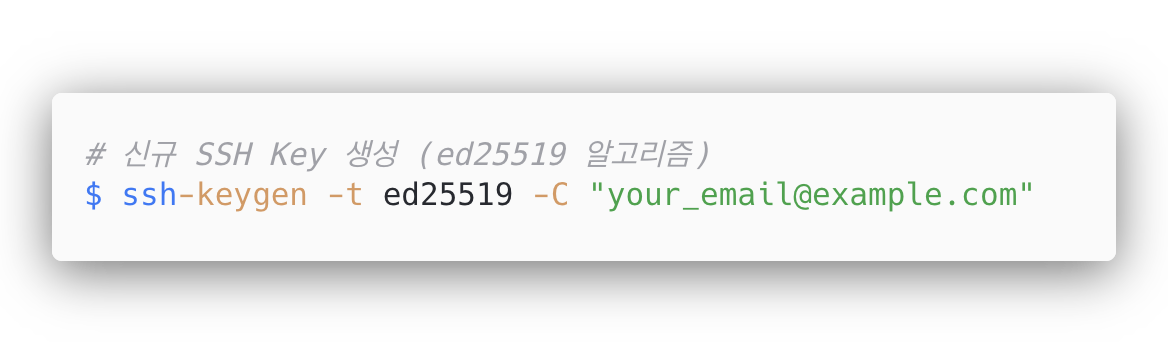 # 신규 SSH Key 생성 (ed25519 알고리즘)
$ ssh-keygen -t ed25519 -C "your_email@example.com"